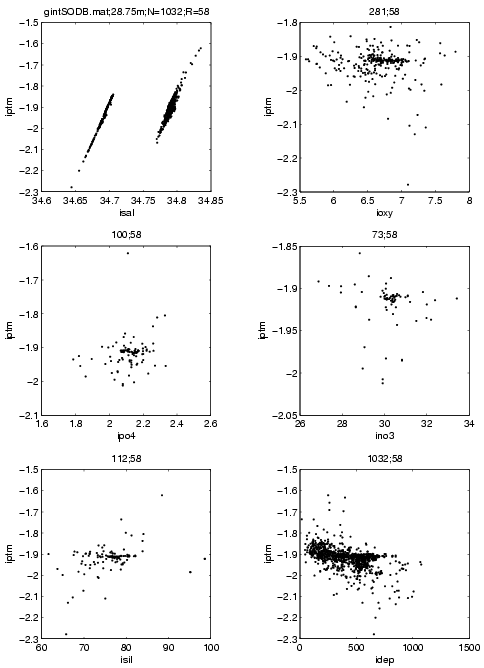 gintSODB.mat;28.75m;N=1032;R=58
281;58
-1.5
-1.6
-1.7
-1.8
-1.9
-2
-2.1
-2.2
-2.3
iptm
34.6 34.65 34.7 34.75 34.8 34.85
isal
-1.8
-1.9
-2
-2.1
-2.2
-2.3
iptm
5.5 6 6.5 7 7.5 8
ioxy
100;58
73;58
-1.6
-1.7
-1.8
-1.9
-2
-2.1
iptm
1.6 1.8 2 2.2 2.4 2.6
ipo4
-1.85
-1.9
-1.95
-2
-2.05
iptm
26 28 30 32 34
ino3
112;58
1032;58
-1.5
-1.6
-1.7
-1.8
-1.9
-2
-2.1
-2.2
-2.3
iptm
60 70 80 90 100
isil
-1.5
-1.6
-1.7
-1.8
-1.9
-2
-2.1
-2.2
-2.3
iptm
0 500 1000 1500
idep